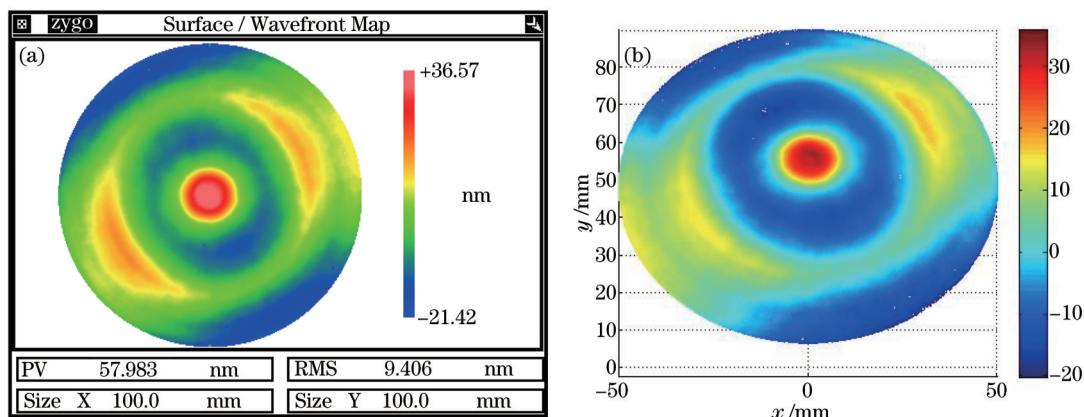 zygo Surface / Wavefront Map
(a)
+36.57
nm
−21.42
PV 57.983 nm
RMS 9.406 nm
Size X 100.0 mm
Size Y 100.0 mm
(b)
80
70
60
50
40
30
20
10
0
y/mm
−50
0
50
x/mm
30
20
10
0
−10
−20